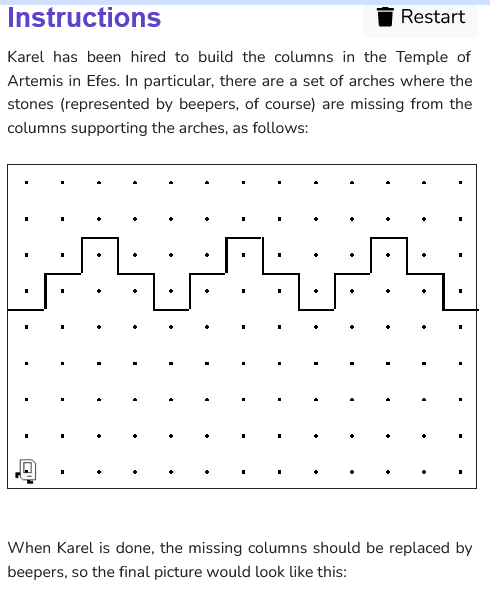 Instructions
Restart
Karel has been hired to build the columns in the Temple of
Artemis in Efes. In particular, there are a set of arches where the
stones (represented by beepers, of course) are missing from the
columns supporting the arches, as follows:
When Karel is done, the missing columns should be replaced by
beepers, so the final picture would look like this: